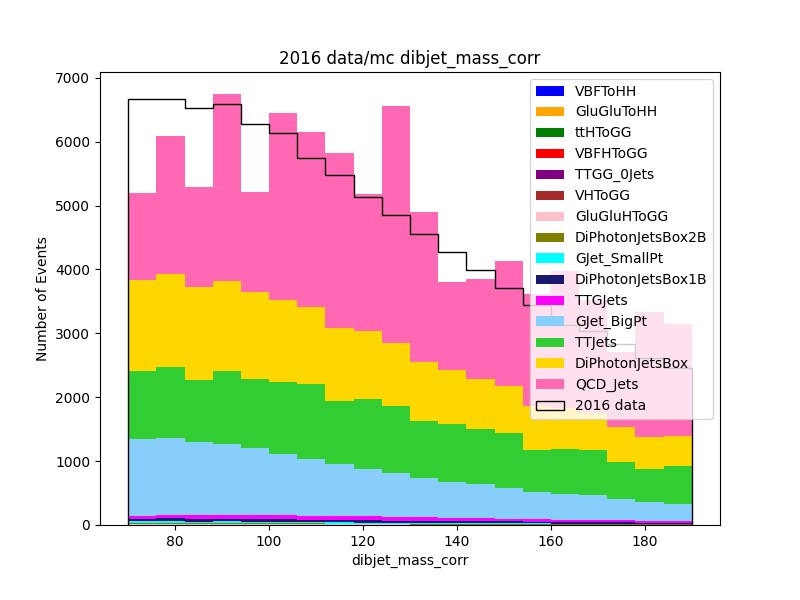 2016 data/mc dibjet_mass_corr
Number of Events
7000
6000
5000
4000
3000
2000
1000
0
80
100
120
140
160
180
dibjet_mass_corr
VBFToHH
GluGluToHH
ttHToGG
VBFHToGG
TTGG_0Jets
VHToGG
GluGluHToGG
DiPhotonJetsBox2B
GJet_SmallPt
DiPhotonJetsBox1B
TTGJets
GJet_BigPt
TTJets
DiPhotonJetsBox
QCD_Jets
2016 data